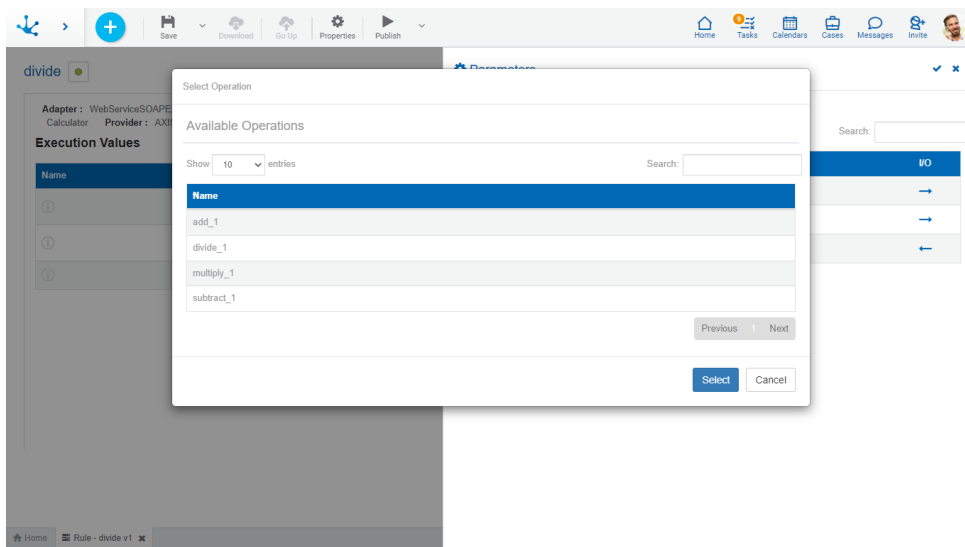 Save
Download
Go Up
Properties
Publish
Home
9
Tasks
Calendars
Cases
Messages
Invite
divide
Parameters
Adapter : WebServiceSOAPE
Calculator Provider : AXI
Execution Values
Name
Search:
I/O
Select Operation
Available Operations
Show 10 entries
Search:
Name
add_1
divide_1
multiply_1
subtract_1
Previous 1 Next
Select Cancel
Home
Rule - divide v1